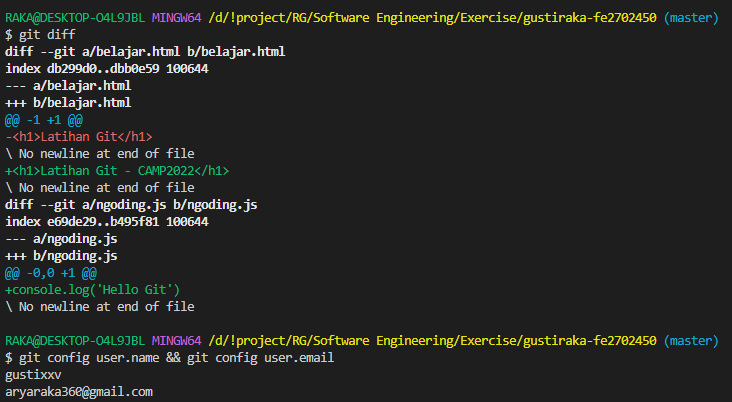 RAKA@DESKTOP-O4L9JBL MINGW64 /d/!project/RG/Software Engineering/Exercise/gustiraka-fe2702450 (master)
$ git diff
diff --git a/belajar.html b/belajar.html
index db299d0..dbb0e59 100644
--- a/belajar.html
+++ b/belajar.html
@@ -1 +1 @@
-<h1>Latihan Git</h1>
\ No newline at end of file
+<h1>Latihan Git - CAMP2022</h1>
\ No newline at end of file
diff --git a/ngoding.js b/ngoding.js
index e69de29..b495f81 100644
--- a/ngoding.js
+++ b/ngoding.js
@@ -0,0 +1 @@
+console.log('Hello Git')
\ No newline at end of file
RAKA@DESKTOP-O4L9JBL MINGW64 /d/!project/RG/Software Engineering/Exercise/gustiraka-fe2702450 (master)
$ git config user.name && git config user.email
gustixxv
aryaraka360@gmail.com